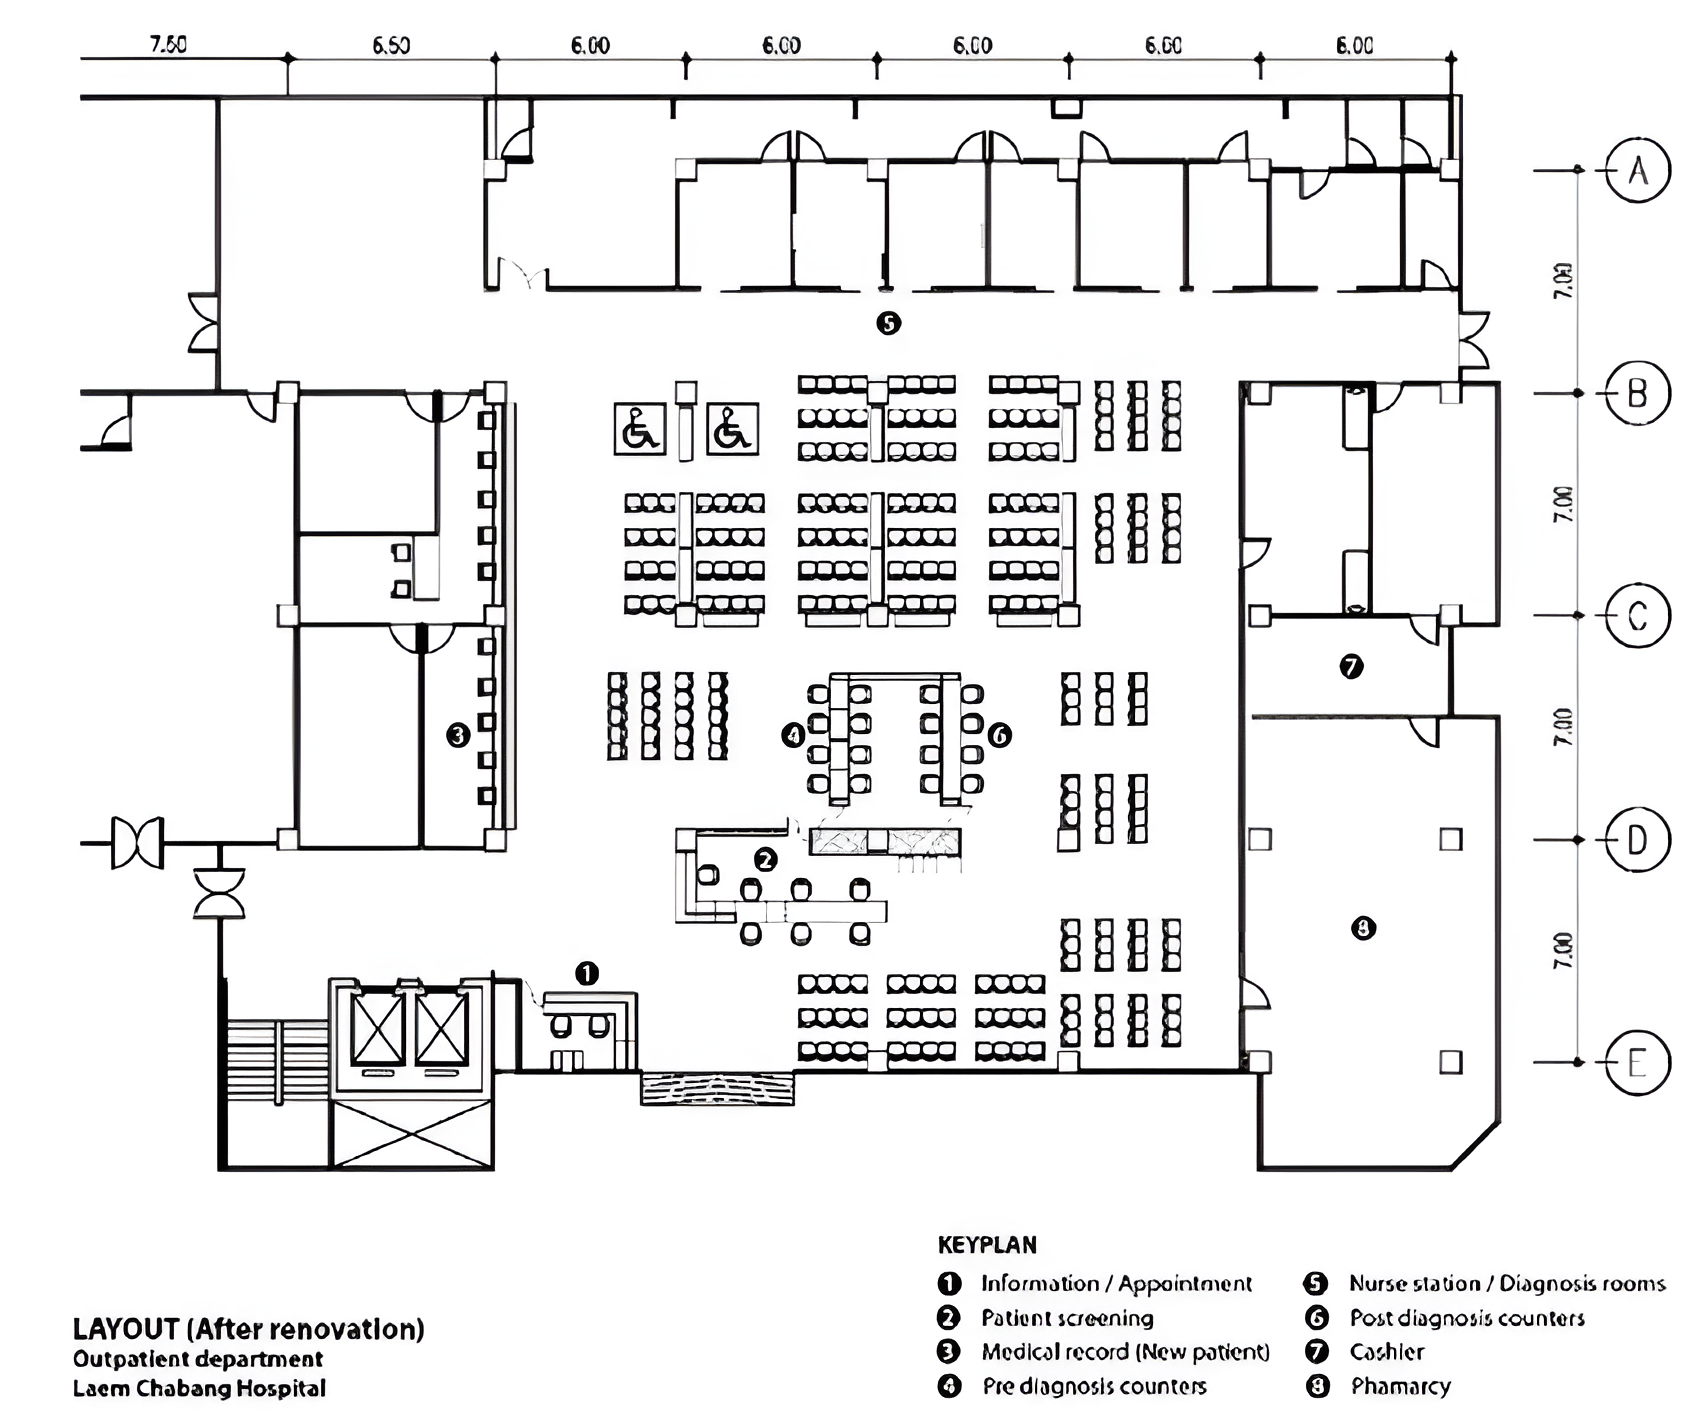 7.50 6.50 6.00 6.00 6.00 6.00 6.00
A
7.00
B
5
7.00
C
7
3
4
6
7.00
D
2
8
7.00
1
E
KEYPLAN
1 Information / Appointment
2 Patient screening
3 Medical record (New patient)
4 Pre diagnosis counters
5 Nurse station / Diagnosis rooms
6 Post diagnosis counters
7 Cashier
8 Phamarcy
LAYOUT (After renovation)
Outpatient department
Laem Chabang Hospital